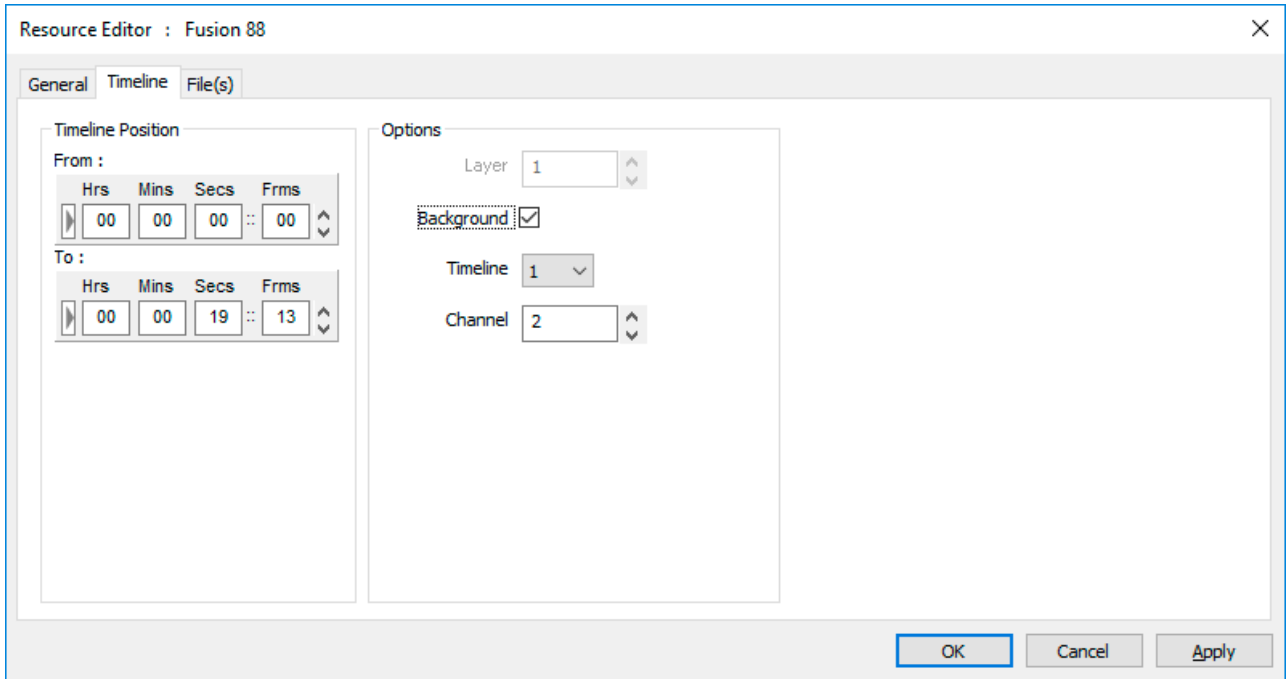 Resource Editor : Fusion 88
General Timeline File(s)
Timeline Position
From :
Hrs Mins Secs Frms
00 00 00 :: 00
To :
Hrs Mins Secs Frms
00 00 19 :: 13
Options
Layer 1
Background
Timeline 1
Channel 2
OK Cancel Apply